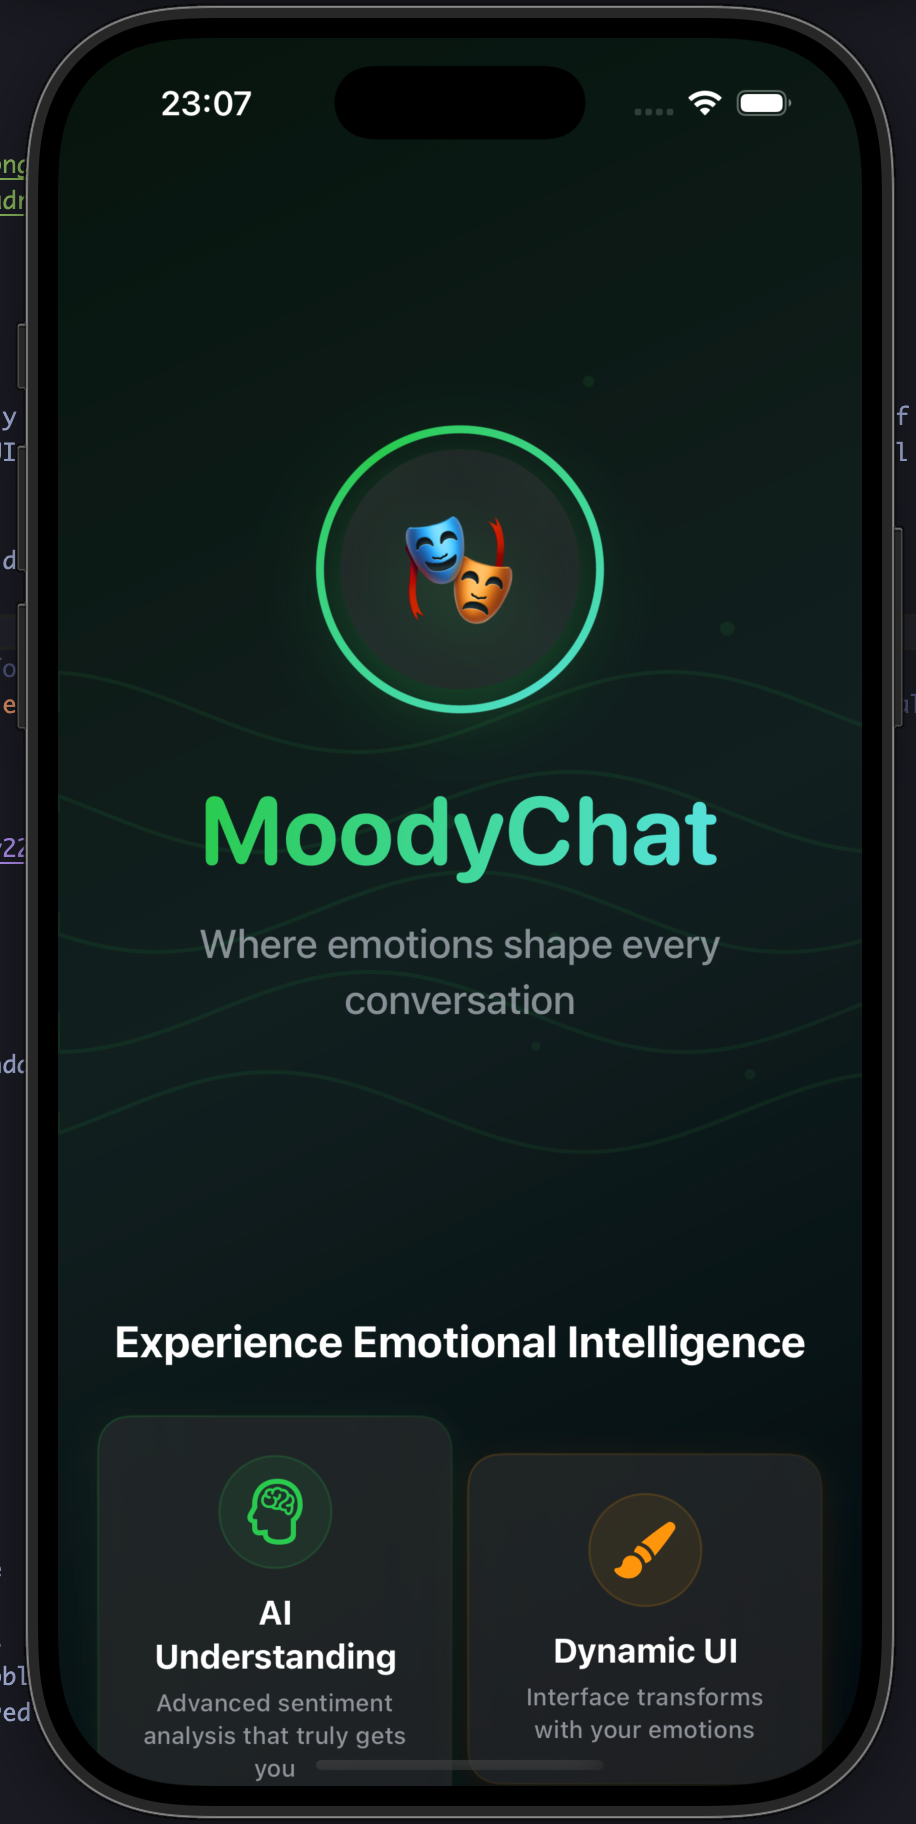 23:07
MoodyChat
Where emotions shape every
conversation
Experience Emotional Intelligence
AI
Understanding
Advanced sentiment
analysis that truly gets
you
Dynamic UI
Interface transforms
with your emotions